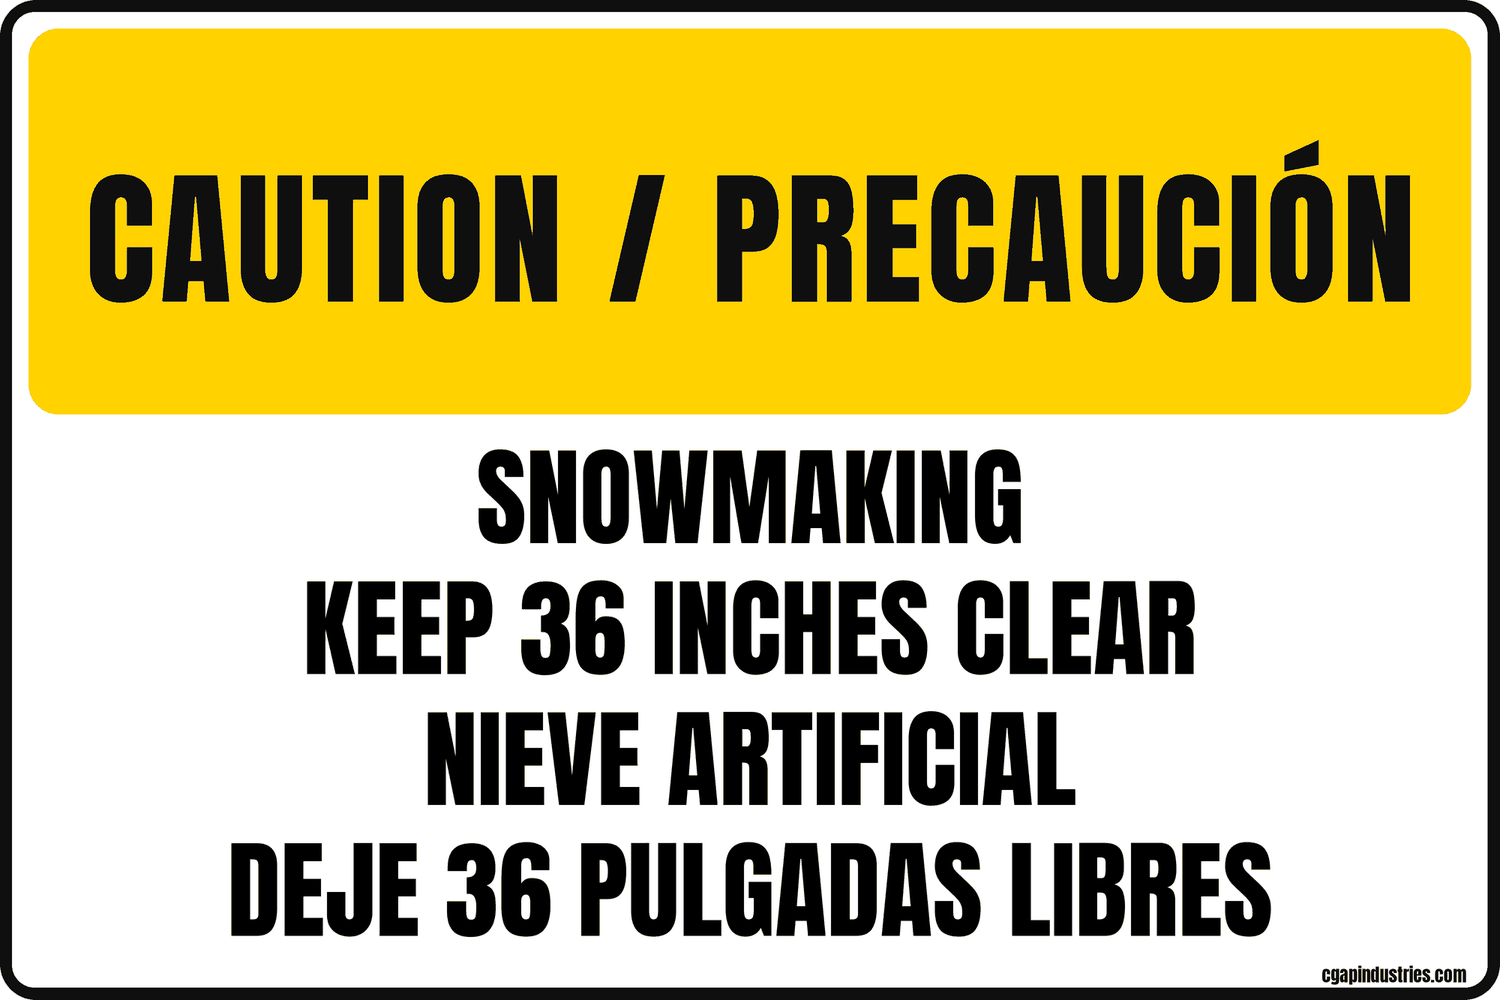 CAUTION / PRECAUCIÓN
SNOWMAKING
KEEP 36 INCHES CLEAR
NIEVE ARTIFICIAL
DEJE 36 PULGADAS LIBRES
cgapindustries.com